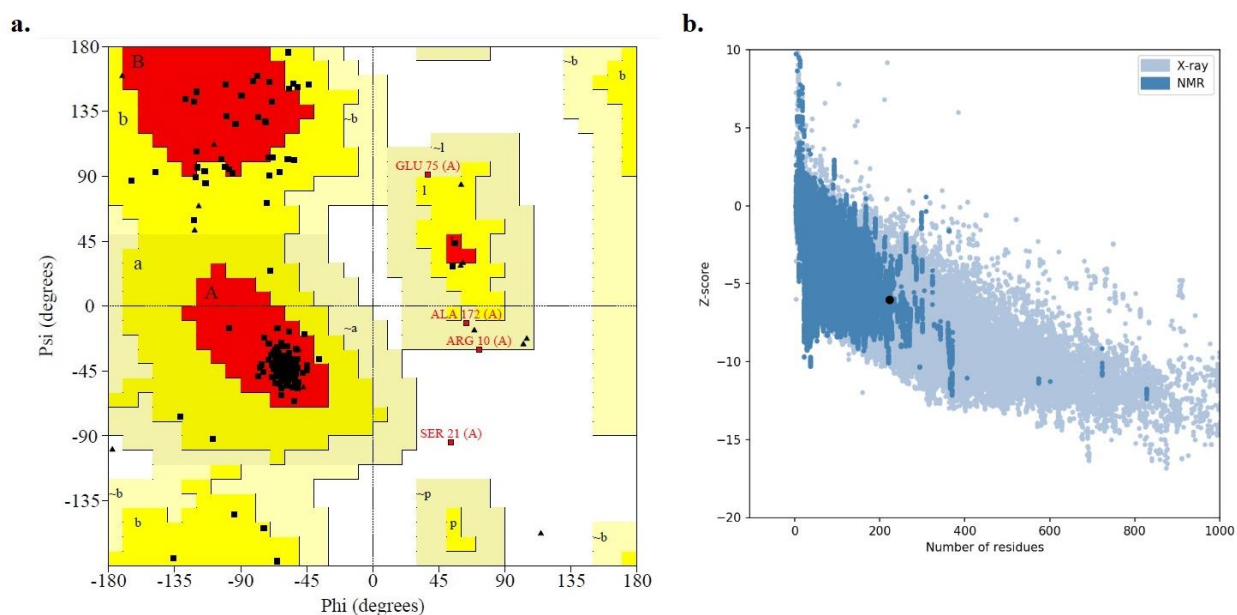 a.
180
135
90
45
0
-45
-90
-135
-180
-135
-90
-45
0
45
90
135
180
Psi (degrees)
Phi (degrees)
B
b
~b
~b
b
~l
GLU 75 (A)
l
a
A
~a
ALA 172 (A)
ARG 10 (A)
SER 21 (A)
~b
b
~b
~p
p
~b
b.
X-ray
NMR
10
5
0
-5
-10
-15
-20
0
200
400
600
800
1000
Z-score
Number of residues